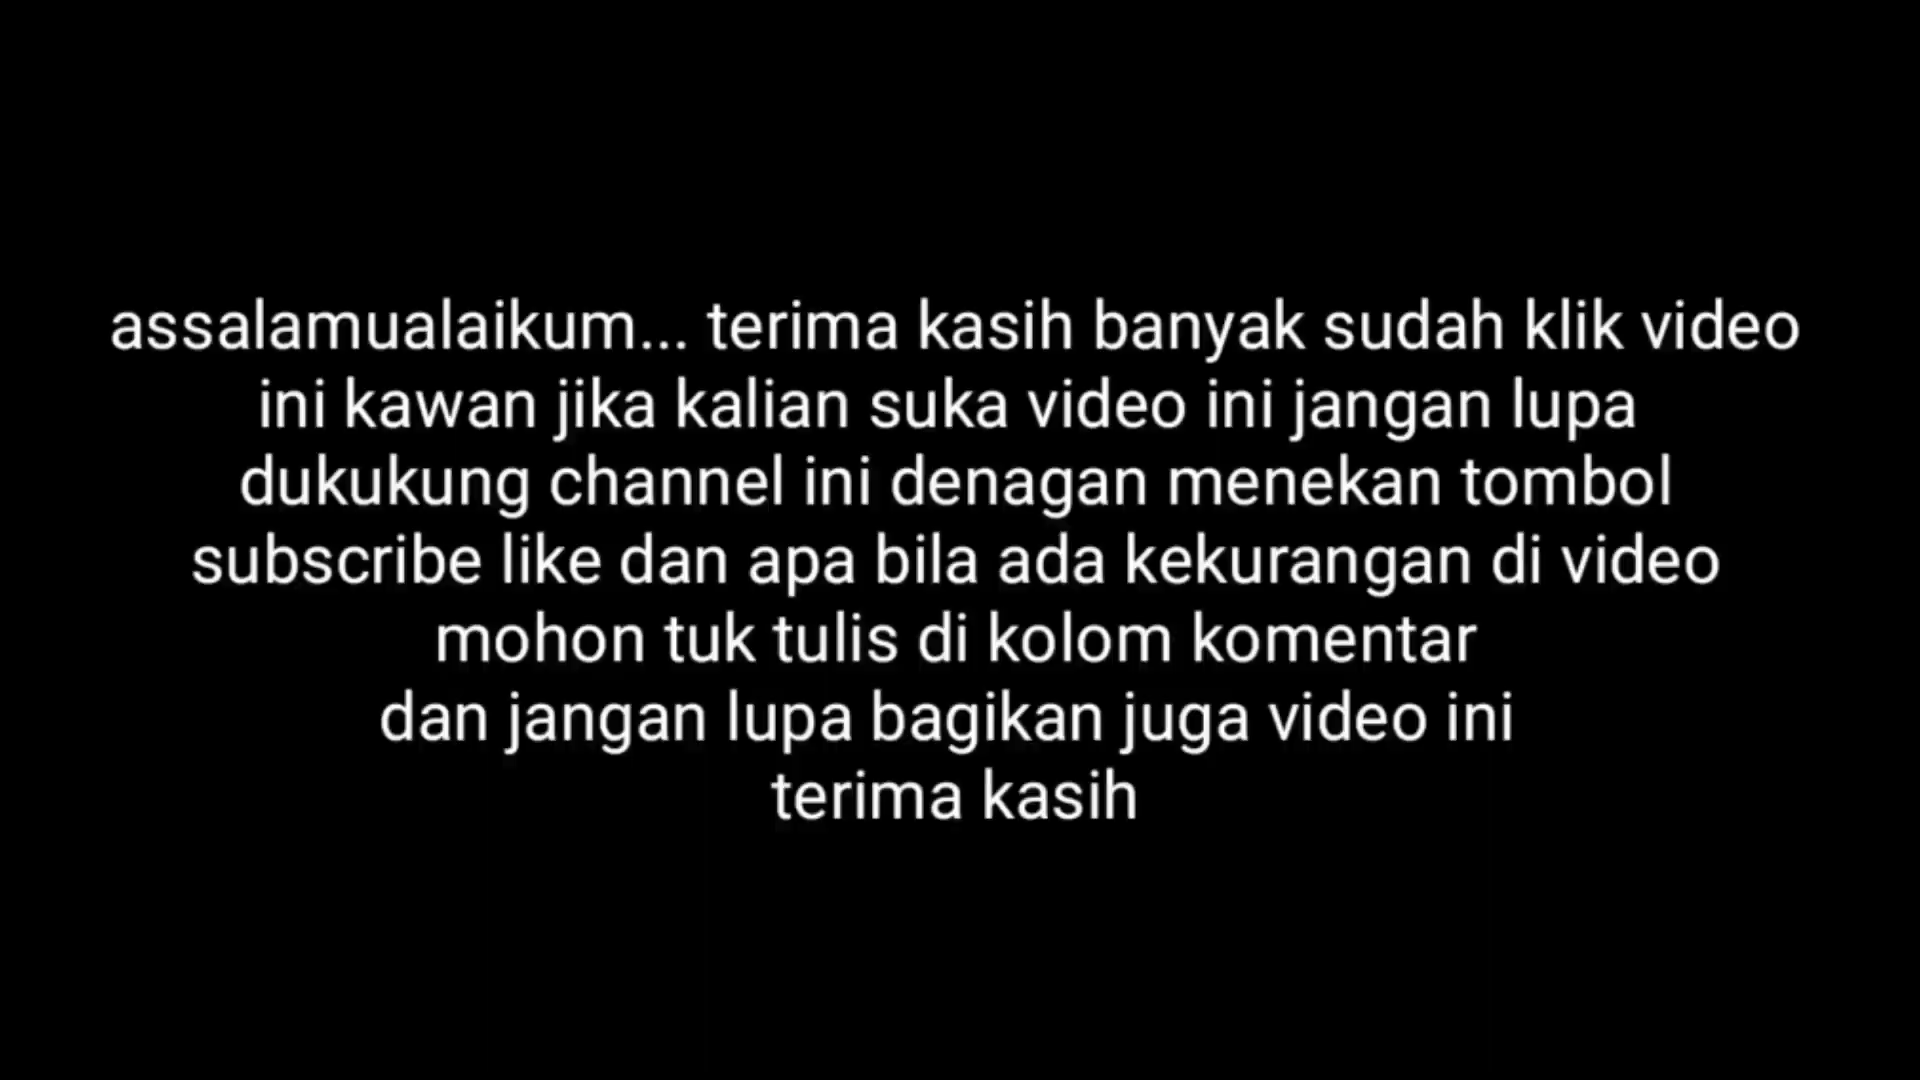 assalamualaikum... terima kasih banyak sudah klik video
ini kawan jika kalian suka video ini jangan lupa
dukukung channel ini denagan menekan tombol
subscribe like dan apa bila ada kekurangan di video
mohon tuk tulis di kolom komentar
dan jangan lupa bagikan juga video ini
terima kasih